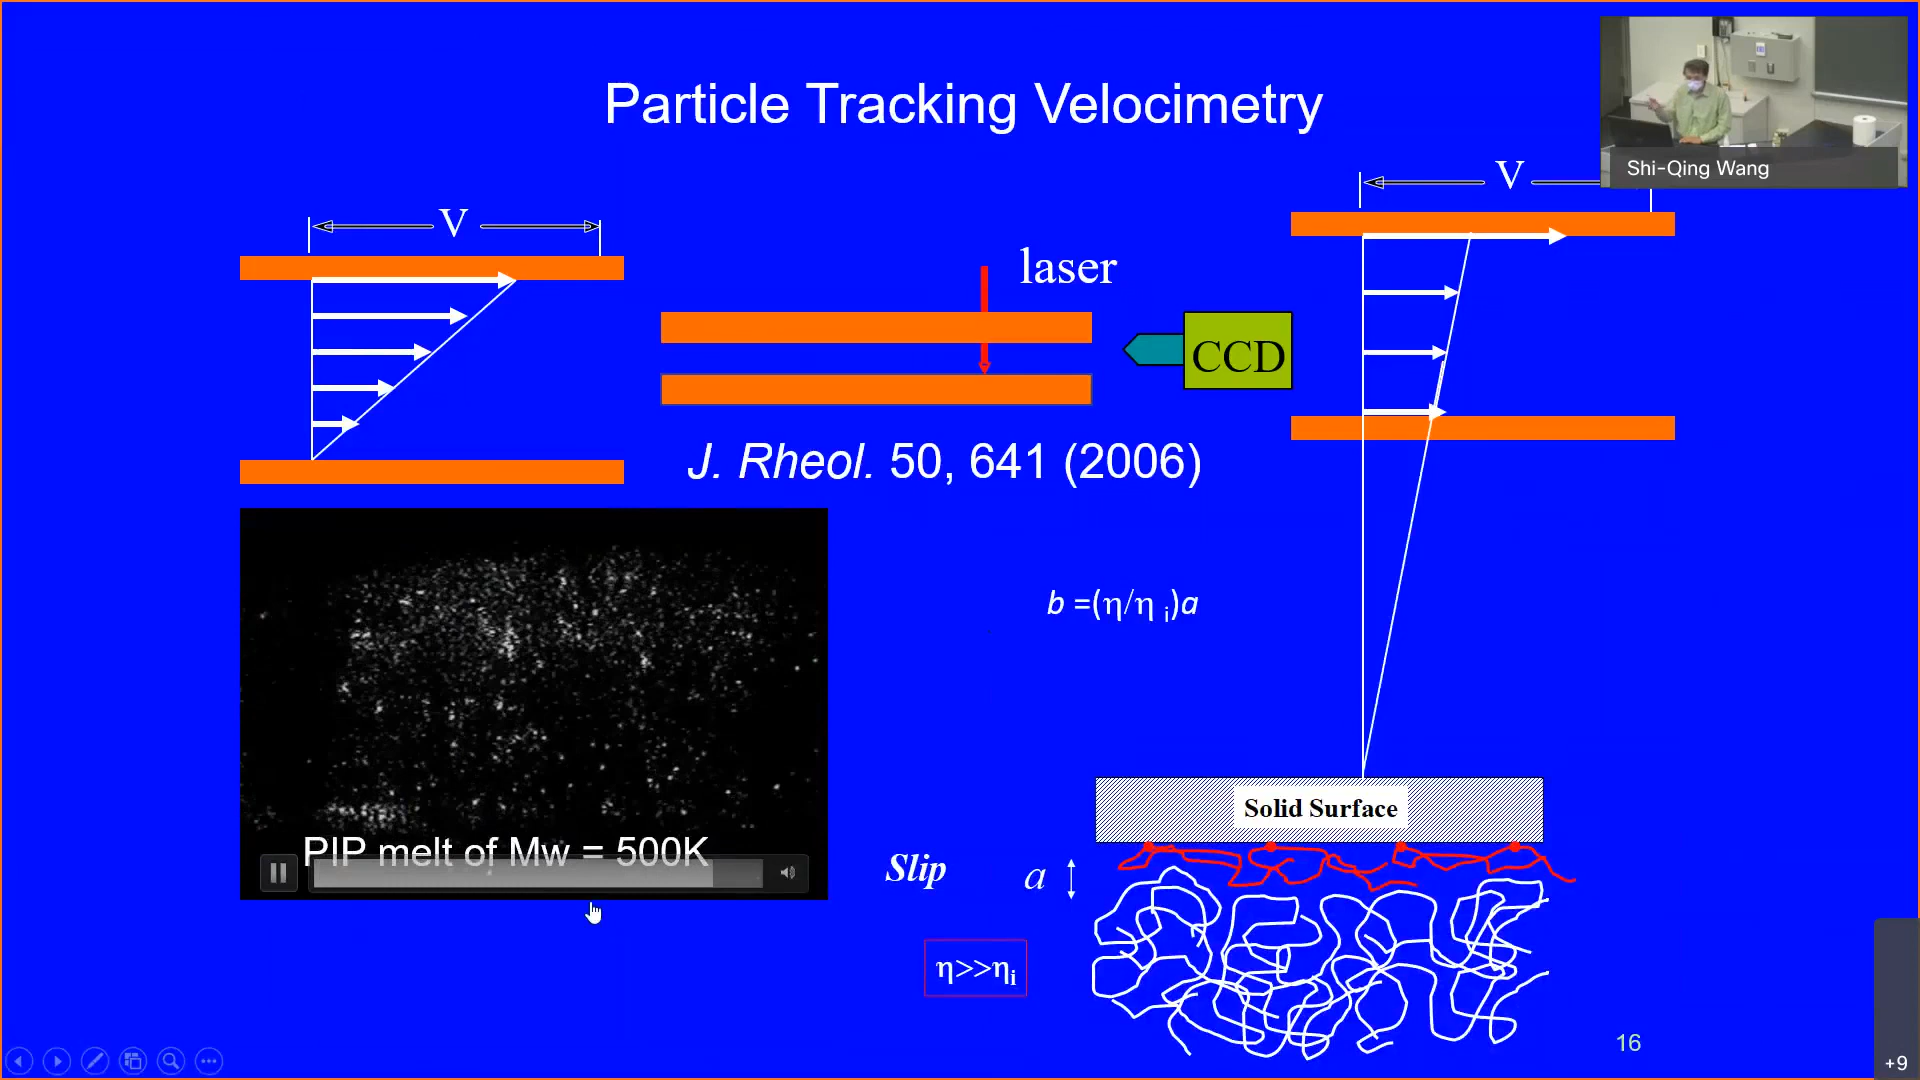 Particle Tracking Velocimetry
Shi-Qing Wang
V
V
laser
CCD
J. Rheol. 50, 641 (2006)
b =(η/η i)a
Solid Surface
PIP melt of Mw = 500K
Slip
a
η>>ηi
16
+9